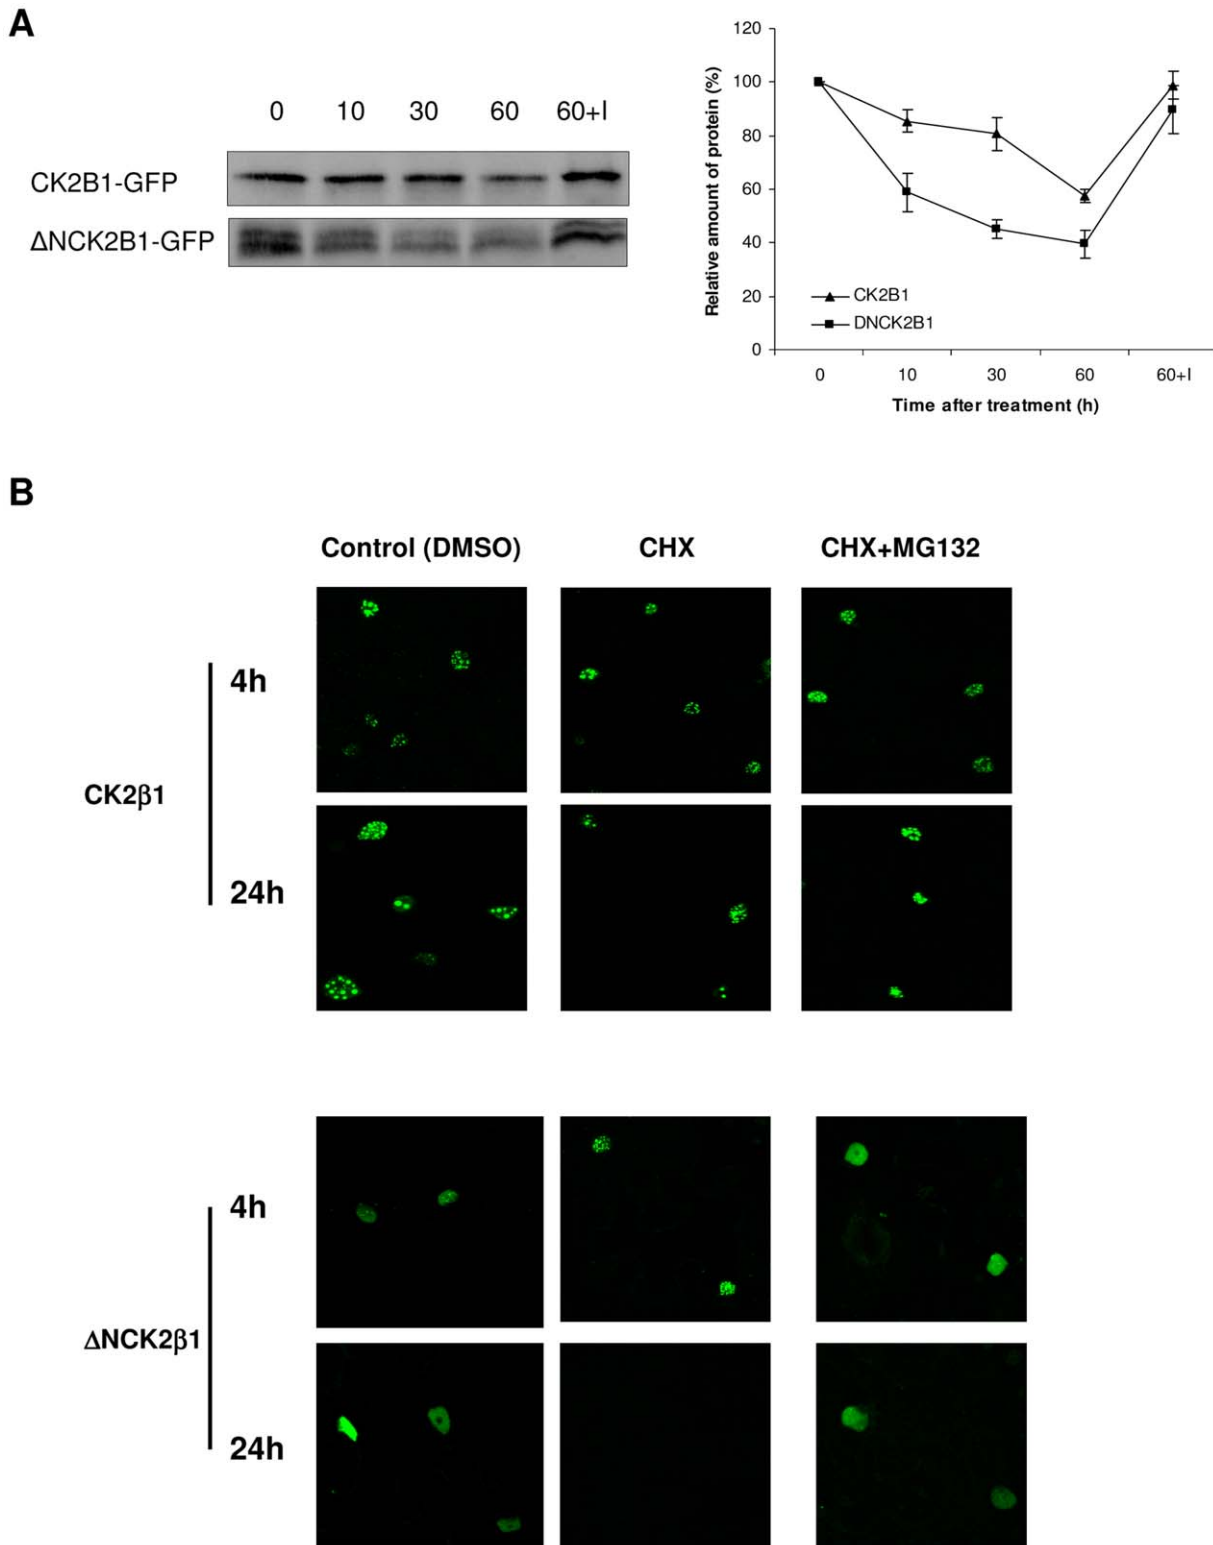 A
0 10 30 60 60+I
CK2B1-GFP
ΔNCK2B1-GFP
Relative amount of protein (%)
120
100
80
60
40
20
0
CK2B1
DNCK2B1
0 10 30 60 60+I
Time after treatment (h)
B
Control (DMSO) CHX CHX+MG132
4h
CK2β1
24h
4h
ΔNCK2β1
24h